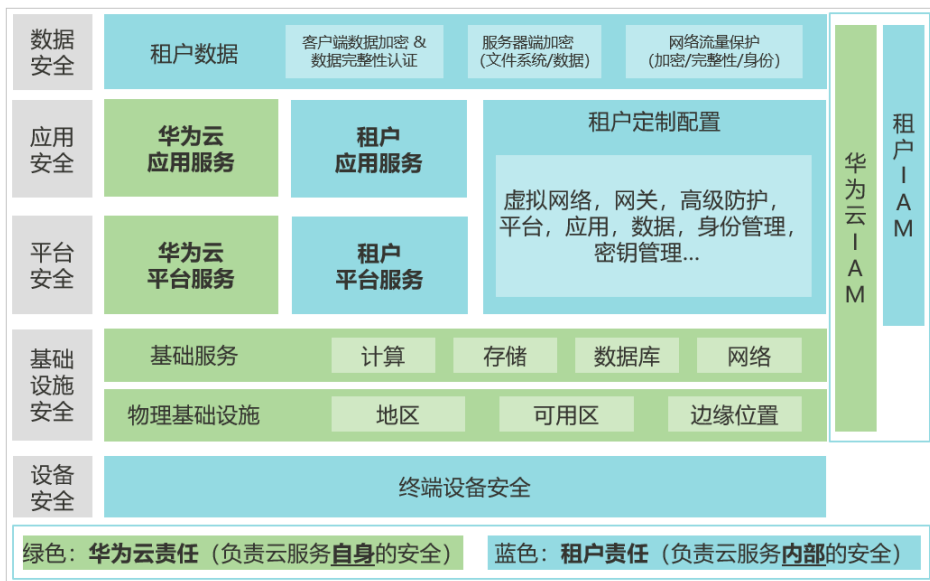 数据
安全
租户数据
客户端数据加密 &
数据完整性认证
服务器端加密
(文件系统/数据)
网络流量保护
(加密/完整性/身份)
应用
安全
华为云
应用服务
租户
应用服务
租户定制配置
虚拟网络，网关，高级防护，
平台，应用，数据，身份管理，
密钥管理...
平台
安全
华为云
平台服务
租户
平台服务
基础
设施
安全
基础服务
计算
存储
数据库
网络
物理基础设施
地区
可用区
边缘位置
设备
安全
终端设备安全
华为云IAM
租户IAM
绿色：华为云责任（负责云服务自身的安全）
蓝色：租户责任（负责云服务内部的安全）